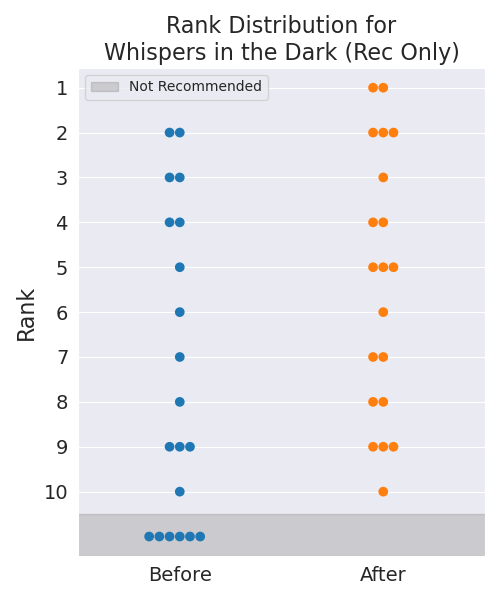 Rank Distribution for
Whispers in the Dark (Rec Only)
Not Recommended
1
2
3
4
5
6
7
8
9
10
Rank
Before
After